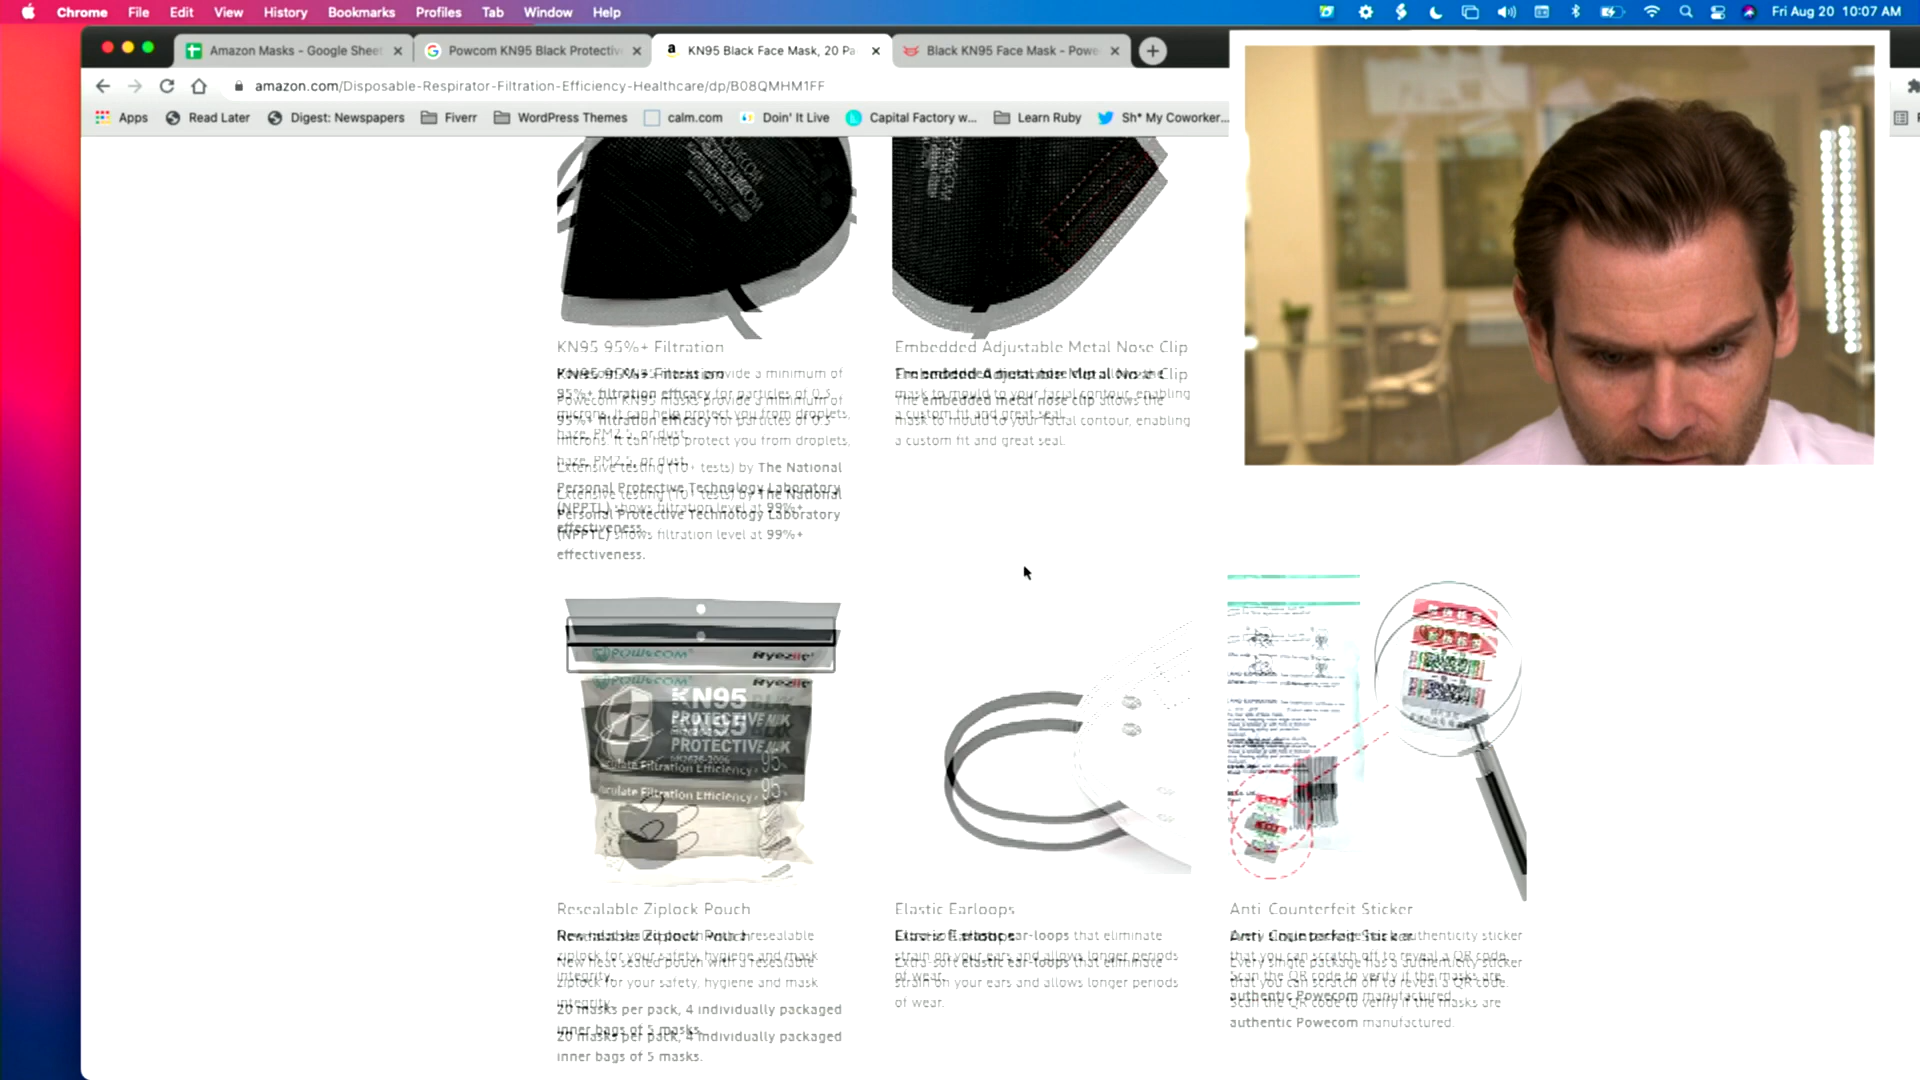 Chrome File Edit View History Bookmarks Profiles Tab Window Help
Fri Aug 20 10:07 AM
Amazon Masks - Google Sheet
Powcom KN95 Black Protectiv
KN95 Black Face Mask, 20 Pa
Black KN95 Face Mask - Powe
amazon.com/Disposable-Respirator-Filtration-Efficiency-Healthcare/dp/B08QMHM1FF
Apps Read Later Digest: Newspapers Fiverr WordPress Themes calm.com Doin' It Live Capital Factory w... Learn Ruby Sh* My Coworker...
KN95 95%+ Filtration
Powecom KN95 masks provide a minimum of
95%+ filtration efficacy for particles of 0.3
microns. It can help protect you from droplets,
haze, PM2.5, or dust.
Extensive testing (10+ tests) by The National
Personal Protective Technology Laboratory
(NPPTL) shows filtration level at 99%+
effectiveness.
Embedded Adjustable Metal Nose Clip
The embedded metal nose clip allows the
mask to mould to your facial contour, enabling
a custom fit and great seal.
POWECOM
KN95
PROTECTIVE
GB2626-2006
Filtration Efficiency
95
Resealable Ziplock Pouch
New heat sealed pouch with a resealable
ziplock for your safety, hygiene and mask
integrity.
20 masks per pack, 4 individually packaged
inner bags of 5 masks.
Elastic Earloops
Extra-soft elastic ear-loops that eliminate
strain on your ears and allows longer periods
of wear.
Anti Counterfeit Sticker
Every single package has a authenticity sticker
that you can scratch off to reveal a QR code.
Scan the QR code to verify if the masks are
authentic Powecom manufactured.